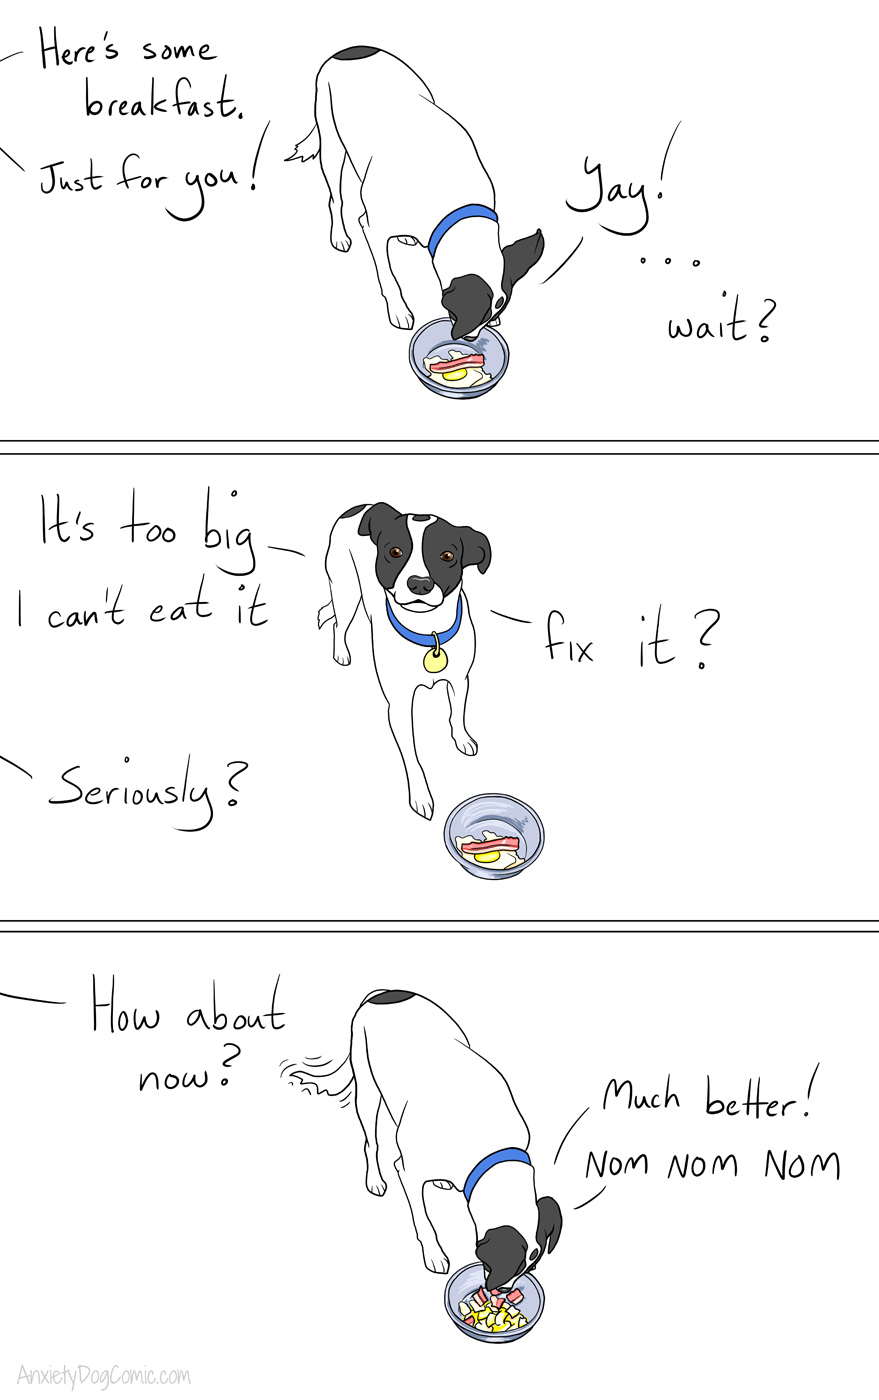 Here's some
breakfast.
Just for you!
Yay!
...
wait?
It's too big
I can't eat it
fix it?
Seriously?
How about
now?
Much better!
NOM NOM NOM
AnxietyDogComic.com